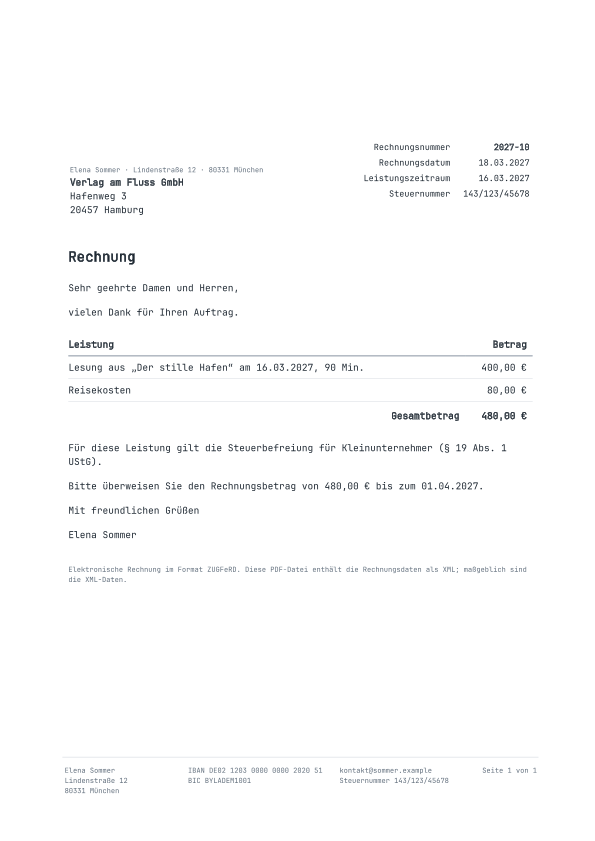 Rechnungsnummer 2027-10
Rechnungsdatum 18.03.2027
Leistungszeitraum 16.03.2027
Steuernummer 143/123/45678
Elena Sommer · Lindenstraße 12 · 80331 München
Verlag am Fluss GmbH
Hafenweg 3
20457 Hamburg
Rechnung
Sehr geehrte Damen und Herren,
vielen Dank für Ihren Auftrag.
Leistung Betrag
Lesung aus „Der stille Hafen“ am 16.03.2027, 90 Min. 400,00 €
Reisekosten 80,00 €
Gesamtbetrag 480,00 €
Für diese Leistung gilt die Steuerbefreiung für Kleinunternehmer (§ 19 Abs. 1
UStG).
Bitte überweisen Sie den Rechnungsbetrag von 480,00 € bis zum 01.04.2027.
Mit freundlichen Grüßen
Elena Sommer
Elektronische Rechnung im Format ZUGFeRD. Diese PDF-Datei enthält die Rechnungsdaten als XML; maßgeblich sind
die XML-Daten.
Elena Sommer IBAN DE02 1203 0000 0000 2020 51 kontakt@sommer.example Seite 1 von 1
Lindenstraße 12 BIC BYLADEM1001 Steuernummer 143/123/45678
80331 München